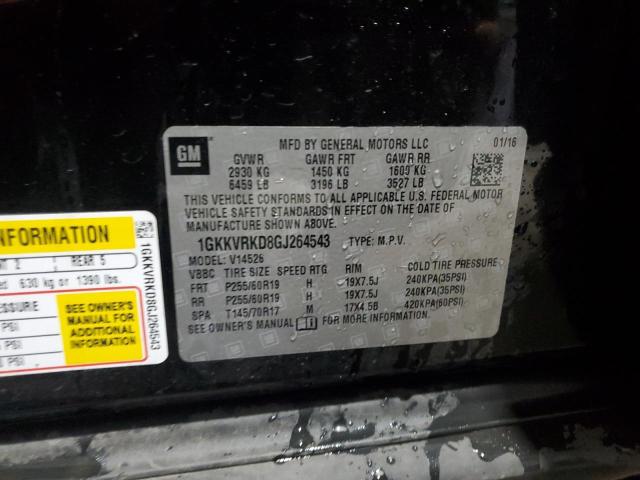 GM
MFD BY GENERAL MOTORS LLC 01/16
GVWR GAWR FRT GAWR RR
2930 KG 1450 KG 1609 KG
6459 LB 3196 LB 3527 LB
THIS VEHICLE CONFORMS TO ALL APPLICABLE U.S. FEDERAL MOTOR
VEHICLE SAFETY STANDARDS IN EFFECT ON THE DATE OF
MANUFACTURE SHOWN ABOVE.
1GKKVRKD8GJ264543 TYPE: M.P.V.
MODEL: V14526
VBBC TIRE SIZE SPEED RTG RIM COLD TIRE PRESSURE
FRT P255/60R19 H 19X7.5J 240KPA(35PSI)
RR P255/60R19 H 19X7.5J 240KPA(35PSI)
SPA T145/70R17 M 17X4.5B 420KPA(60PSI)
SEE OWNER'S MANUAL FOR MORE INFORMATION.
INFORMATION
2 REAR 5
630 kg or 1390 lbs.
SEE OWNER'S
MANUAL FOR
ADDITIONAL
INFORMATION
PSI
PSI
1GKKVRKD8GJ264543